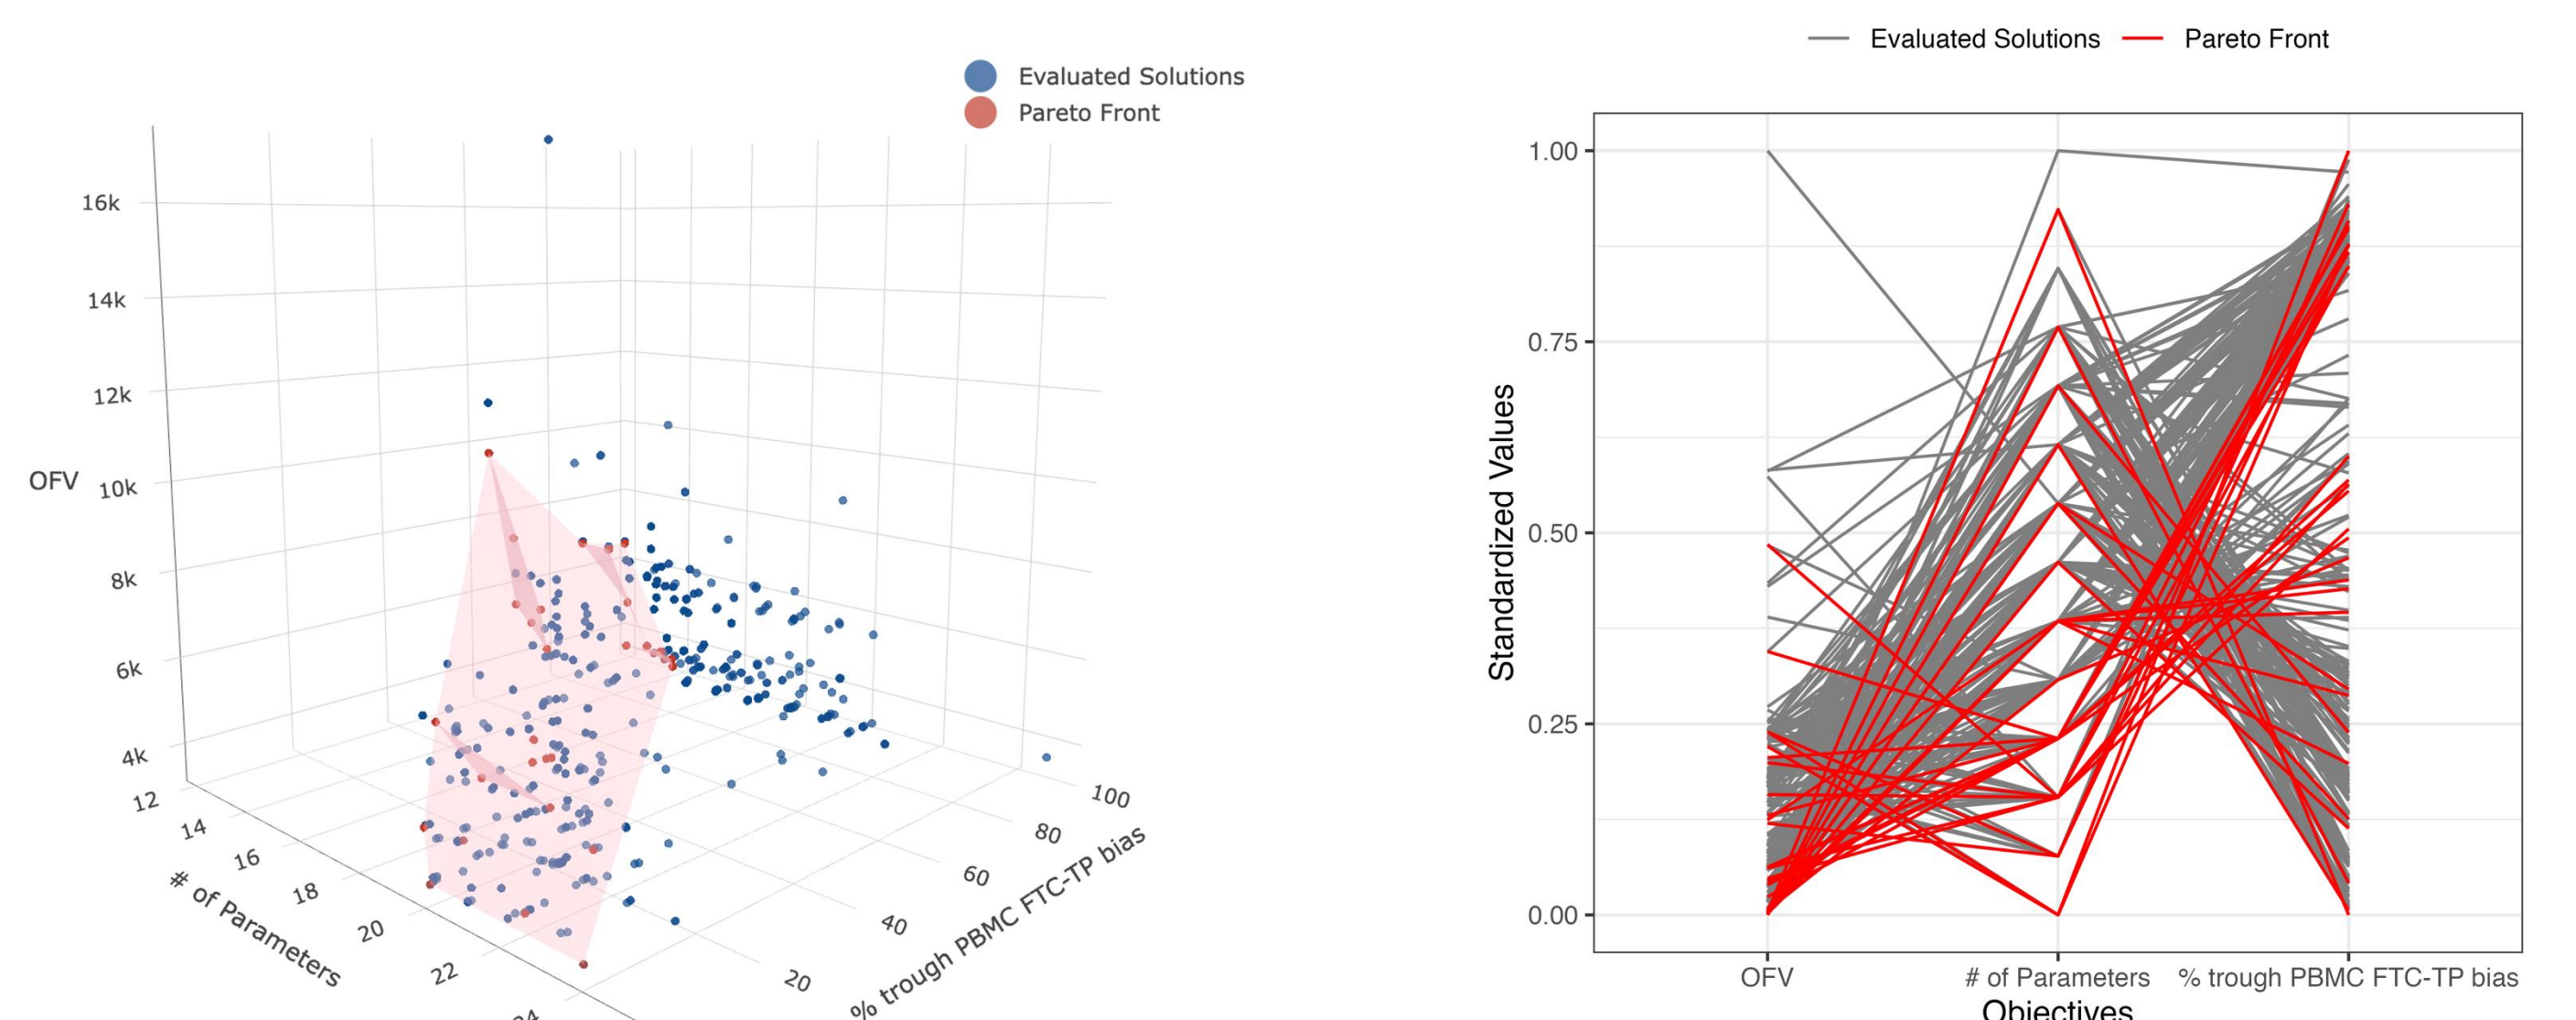 Evaluated Solutions
Pareto Front
16k
14k
12k
OFV
10k
8k
6k
4k
12
14
16
18
20
22
24
# of Parameters
100
80
60
40
20
% trough PBMC FTC-TP bias
Evaluated Solutions
Pareto Front
Standardized Values
1.00
0.75
0.50
0.25
0.00
OFV
# of Parameters
% trough PBMC FTC-TP bias
Objectives